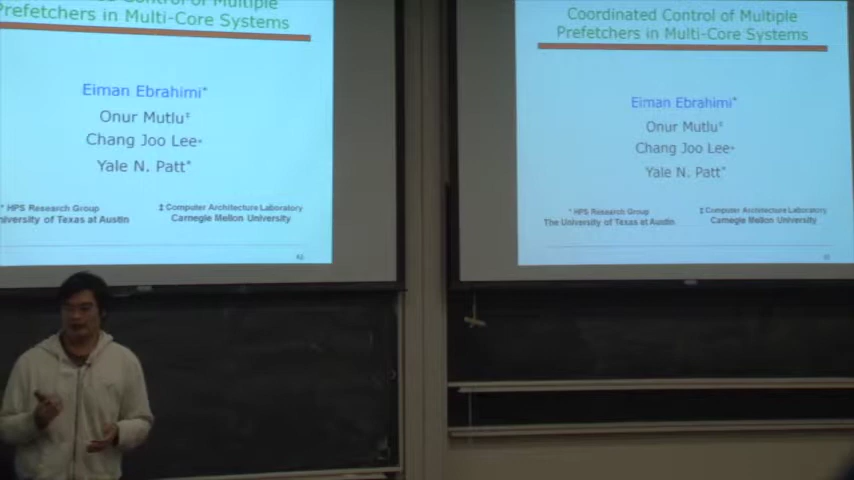 Prefetchers in Multi-Core Systems
Eiman Ebrahimi*
Onur Mutlu‡
Chang Joo Lee*
Yale N. Patt*
* HPS Research Group
University of Texas at Austin
‡ Computer Architecture Laboratory
Carnegie Mellon University
Coordinated Control of Multiple
Prefetchers in Multi-Core Systems
Eiman Ebrahimi*
Onur Mutlu‡
Chang Joo Lee*
Yale N. Patt*
* HPS Research Group
The University of Texas at Austin
‡ Computer Architecture Laboratory
Carnegie Mellon University